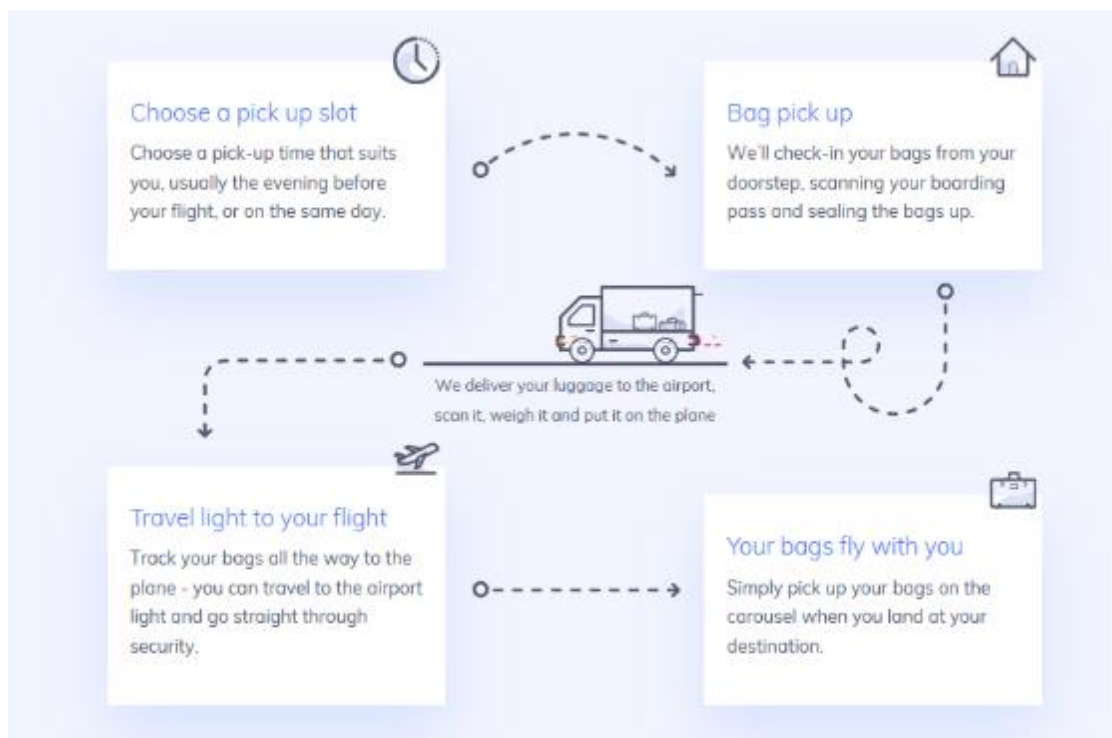 Choose a pick up slot
Choose a pick-up time that suits
you, usually the evening before
your flight, or on the same day.
Bag pick up
We'll check-in your bags from your
doorstep, scanning your boarding
pass and sealing the bags up.
We deliver your luggage to the airport,
scan it, weigh it and put it on the plane
Travel light to your flight
Track your bags all the way to the
plane - you can travel to the airport
light and go straight through
security.
Your bags fly with you
Simply pick up your bags on the
carousel when you land at your
destination.